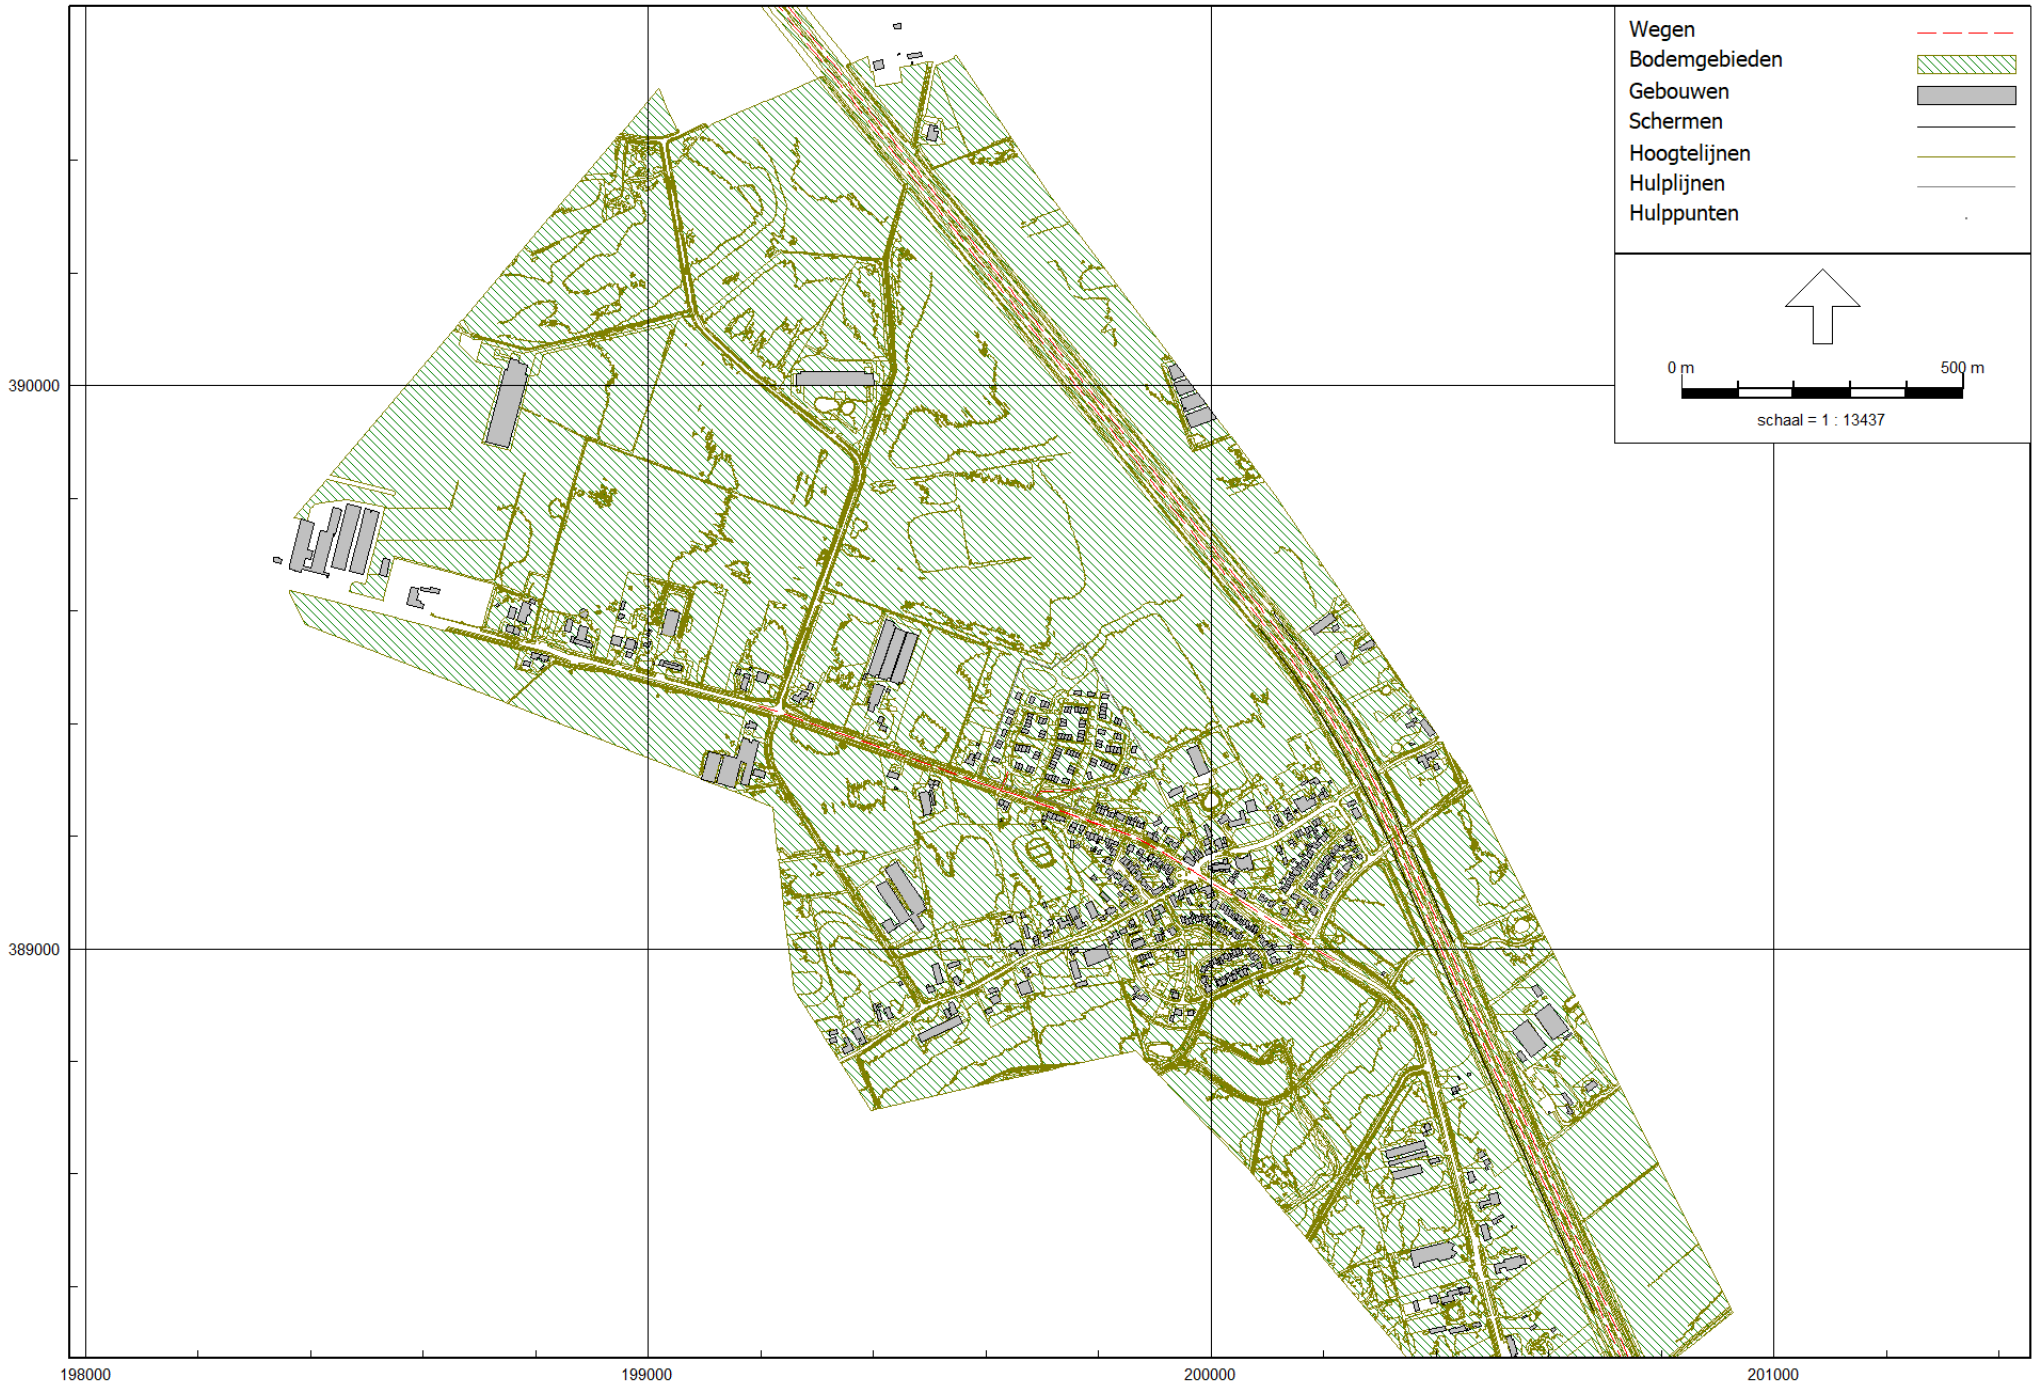 Wegen
Bodemgebieden
Gebouwen
Schermen
Hoogtelijnen
Hulplijnen
Hulppunten
0 m 500 m
schaal = 1 : 13437
390000
389000
198000 199000 200000 201000